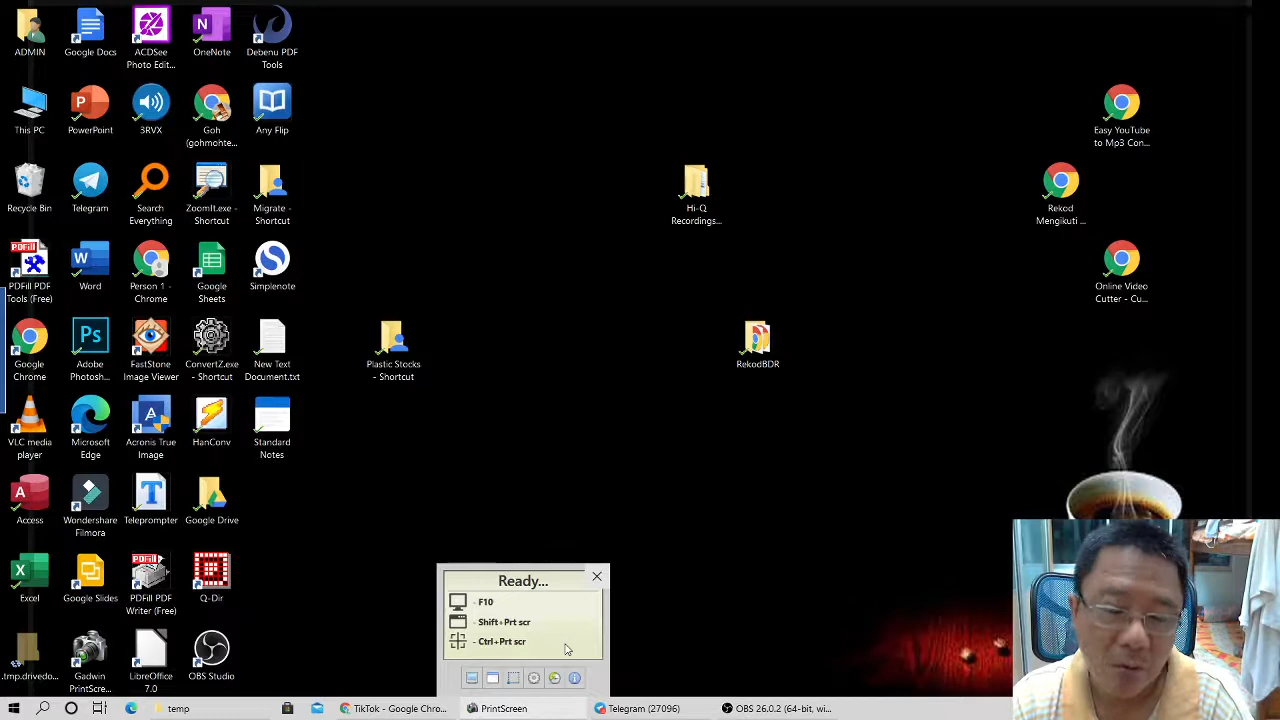 ADMIN
Google Docs
ACDSee
Photo Edit...
OneNote
Debenu PDF
Tools
This PC
PowerPoint
3RVX
Goh
(gohmohte...
Any Flip
Easy YouTube
to Mp3 Con...
Recycle Bin
Telegram
Search
Everything
ZoomIt.exe -
Shortcut
Migrate -
Shortcut
Hi-Q
Recordings...
Rekod
Mengikuti ...
PDFill PDF
Tools (Free)
Word
Person 1 -
Chrome
Google
Sheets
Simplenote
Online Video
Cutter - Cu...
Google
Chrome
Adobe
Photosh...
FastStone
Image Viewer
ConvertZ.exe
- Shortcut
New Text
Document.txt
Plastic Stocks
- Shortcut
RekodBDR
VLC media
player
Microsoft
Edge
Acronis True
Image
HanConv
Standard
Notes
Access
Wondershare
Filmora
Teleprompter
Google Drive
Excel
Google Slides
PDFill PDF
Writer (Free)
Q-Dir
.tmp.drivedo...
Gadwin
PrintScree...
LibreOffice
7.0
OBS Studio
Ready...
- F10
- Shift+Prt scr
- Ctrl+Prt scr
temp
TikTok - Google Chro...
PrintScreen
Telegram (27096)
OBS 26.0.2 (64-bit, wi...